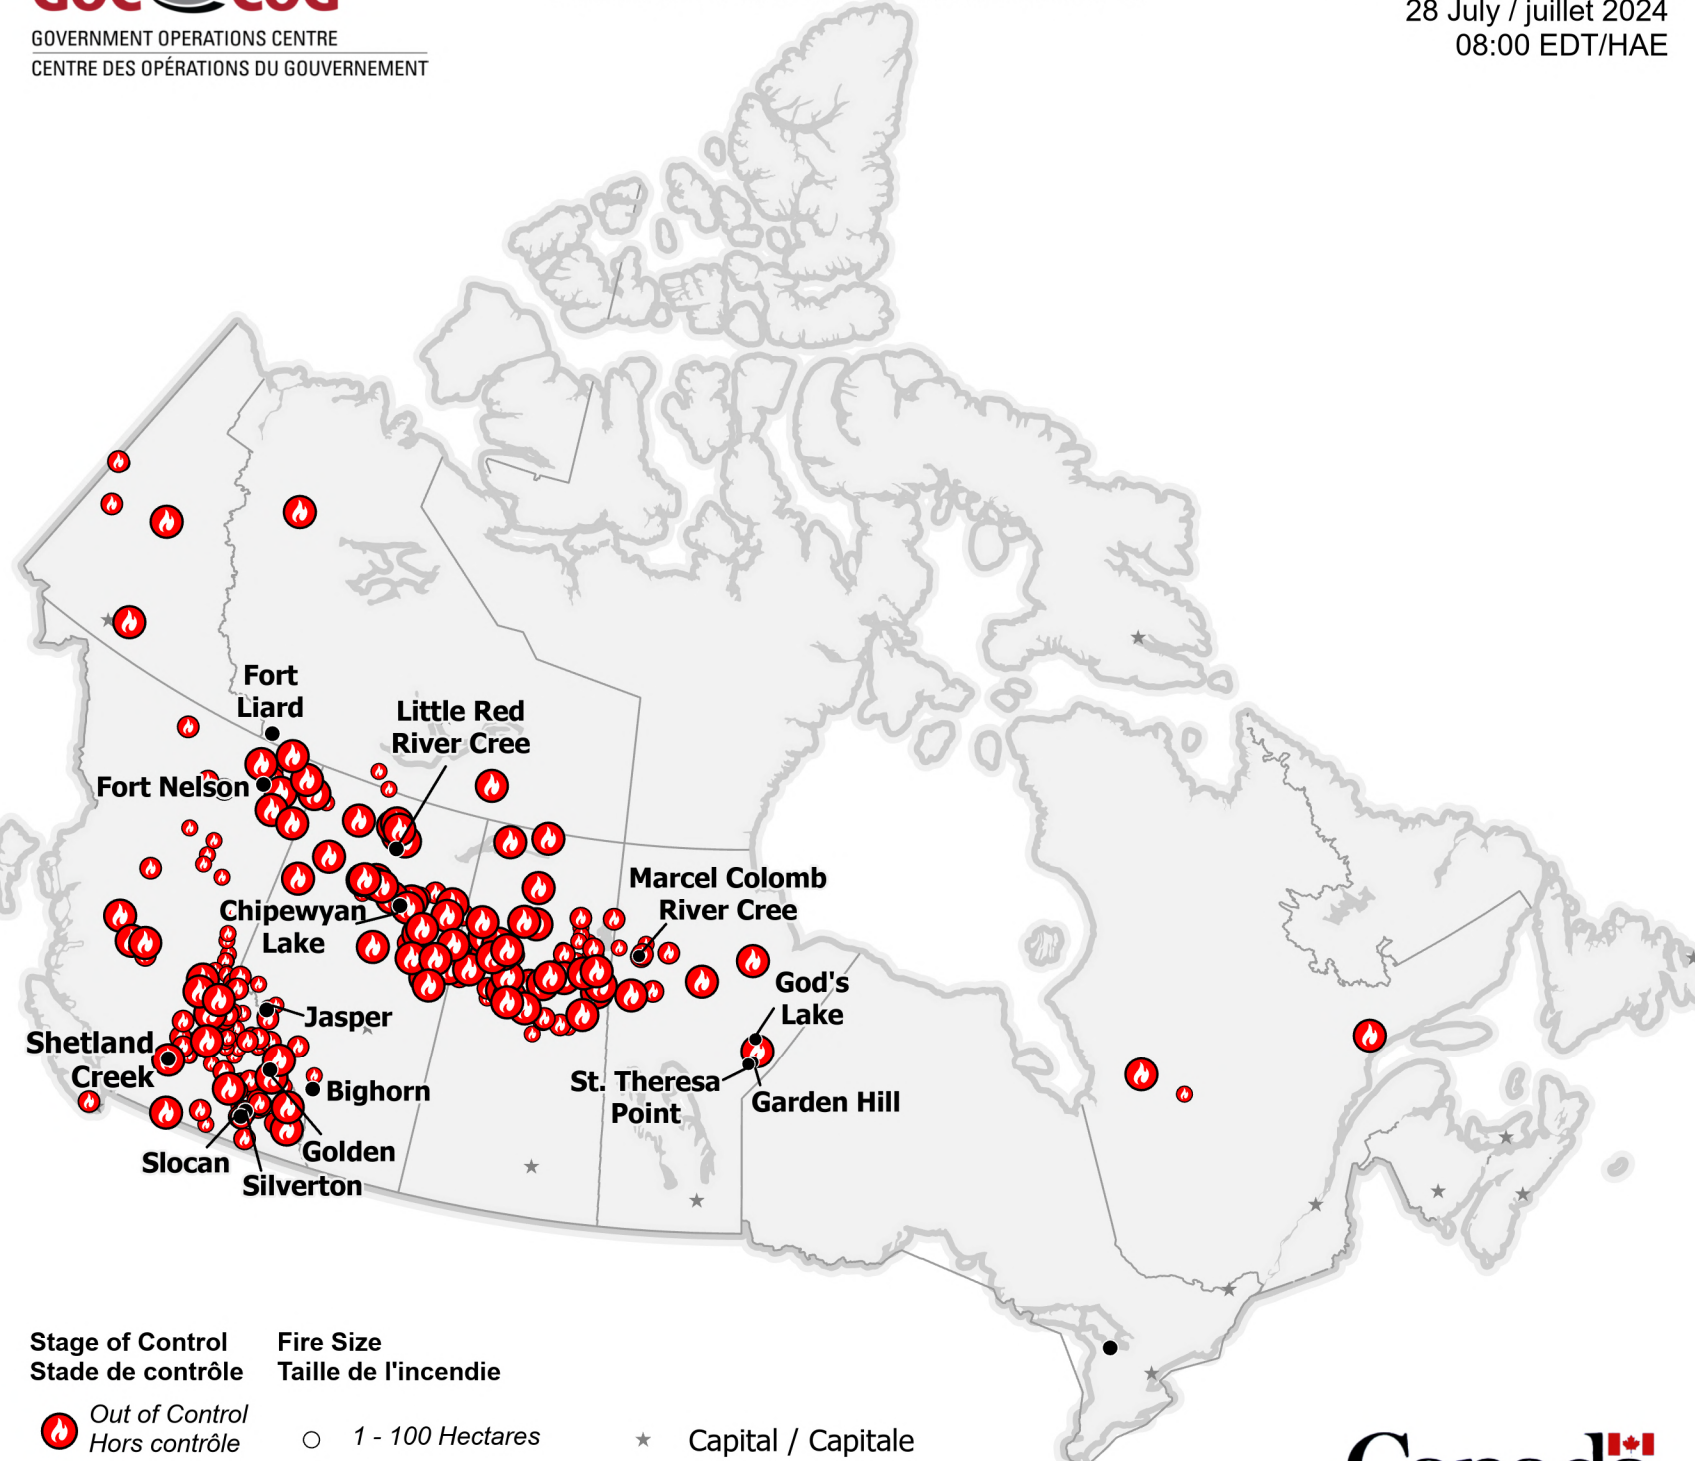 GOC COG
GOVERNMENT OPERATIONS CENTRE
CENTRE DES OPÉRATIONS DU GOUVERNEMENT
28 July / juillet 2024
08:00 EDT/HAE
Fort
Liard
Little Red
River Cree
Fort Nelson
Marcel Colomb
River Cree
Chipewyan
Lake
God's
Lake
Jasper
Shetland
Creek
St. Theresa
Point
Bighorn
Garden Hill
Golden
Slocan
Silverton
Stage of Control
Stade de contrôle
Fire Size
Taille de l'incendie
Out of Control
Hors contrôle
1 - 100 Hectares
Capital / Capitale
Canada